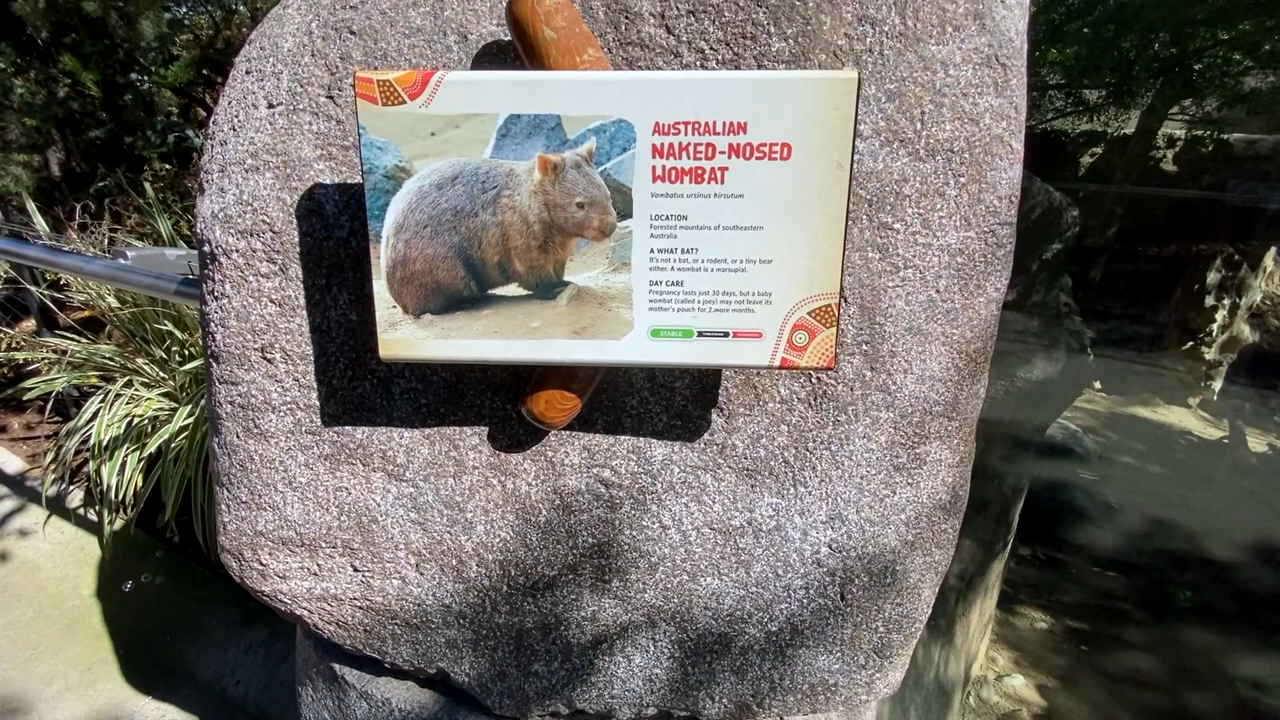 AUSTRALIAN
NAKED-NOSED
WOMBAT
Vombatus ursinus hirsutum
LOCATION
Forested mountains of southeastern
Australia
A WHAT BAT?
It's not a bat, or a rodent, or a tiny bear
either. A wombat is a marsupial.
DAY CARE
Pregnancy lasts just 30 days, but a baby
wombat (called a joey) may not leave its
mother's pouch for 7 more months.
STABLE THREATENED